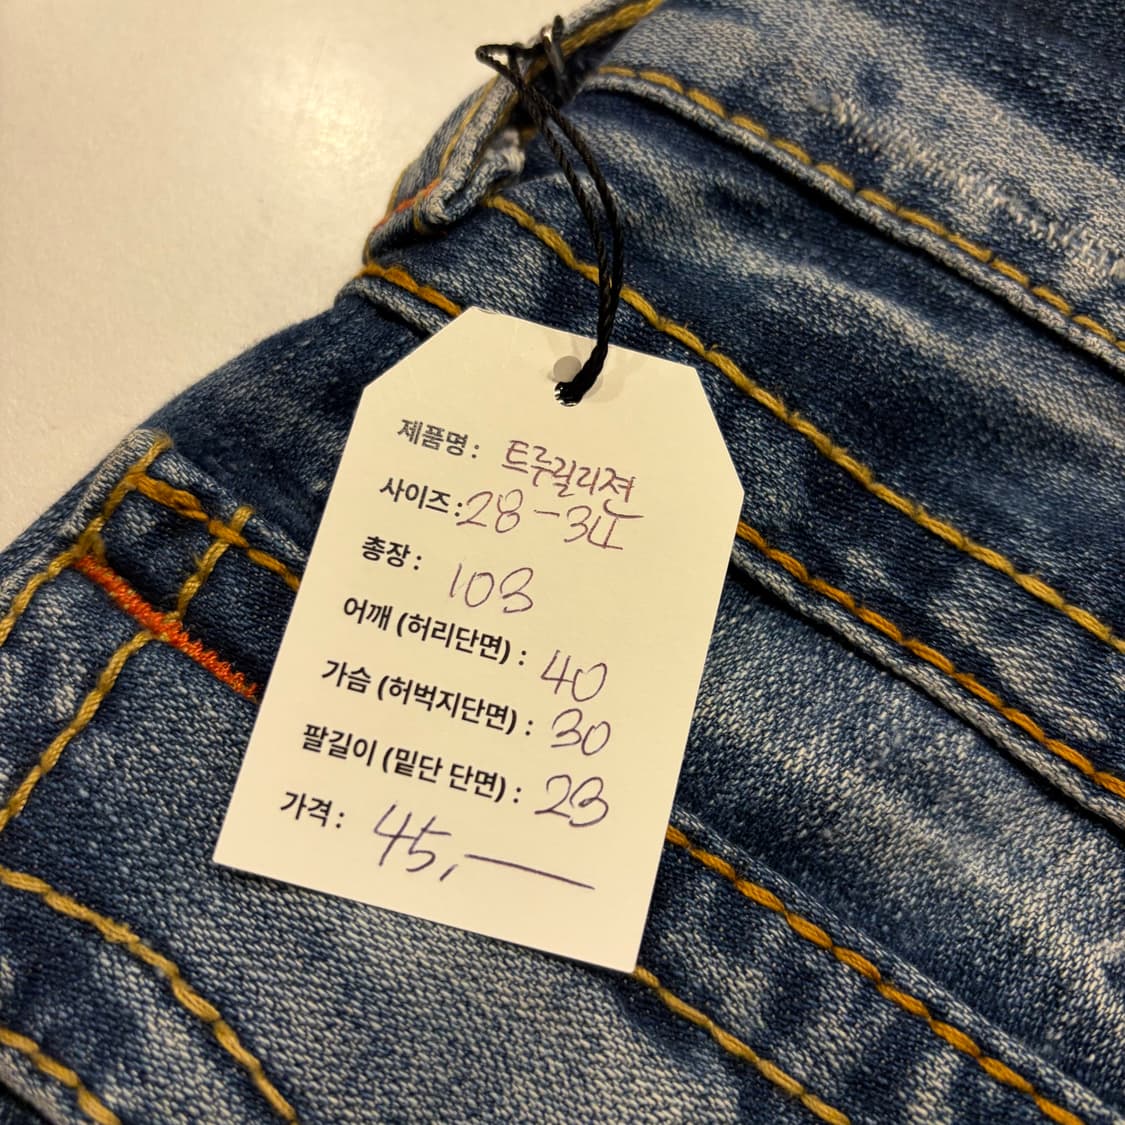 제품명 : 트루릴리젼
사이즈 : 28-34
총장 : 103
어깨 (허리단면) : 40
가슴 (허벅지단면) : 30
팔길이 (밑단 단면) : 23
가격 : 45,—